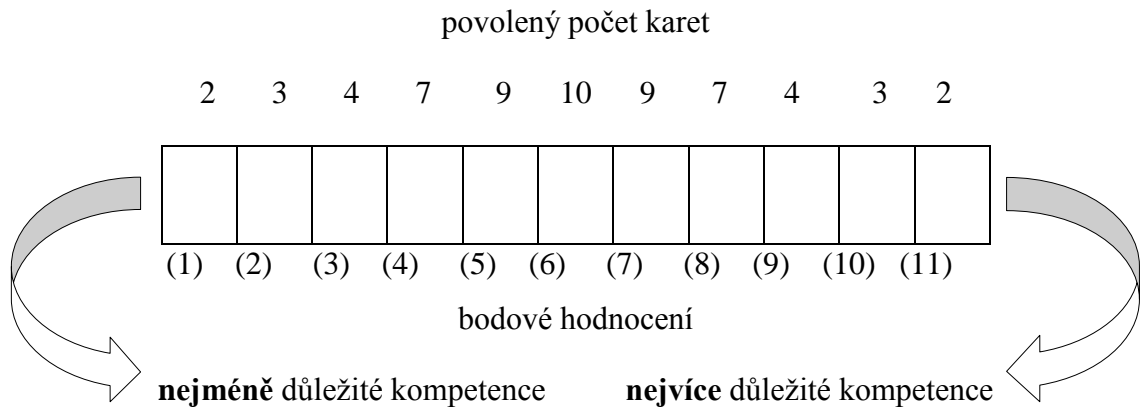 povolený počet karet
2 3 4 7 9 10 9 7 4 3 2
(1) (2) (3) (4) (5) (6) (7) (8) (9) (10) (11)
bodové hodnocení
nejméně důležité kompetence nejvíce důležité kompetence